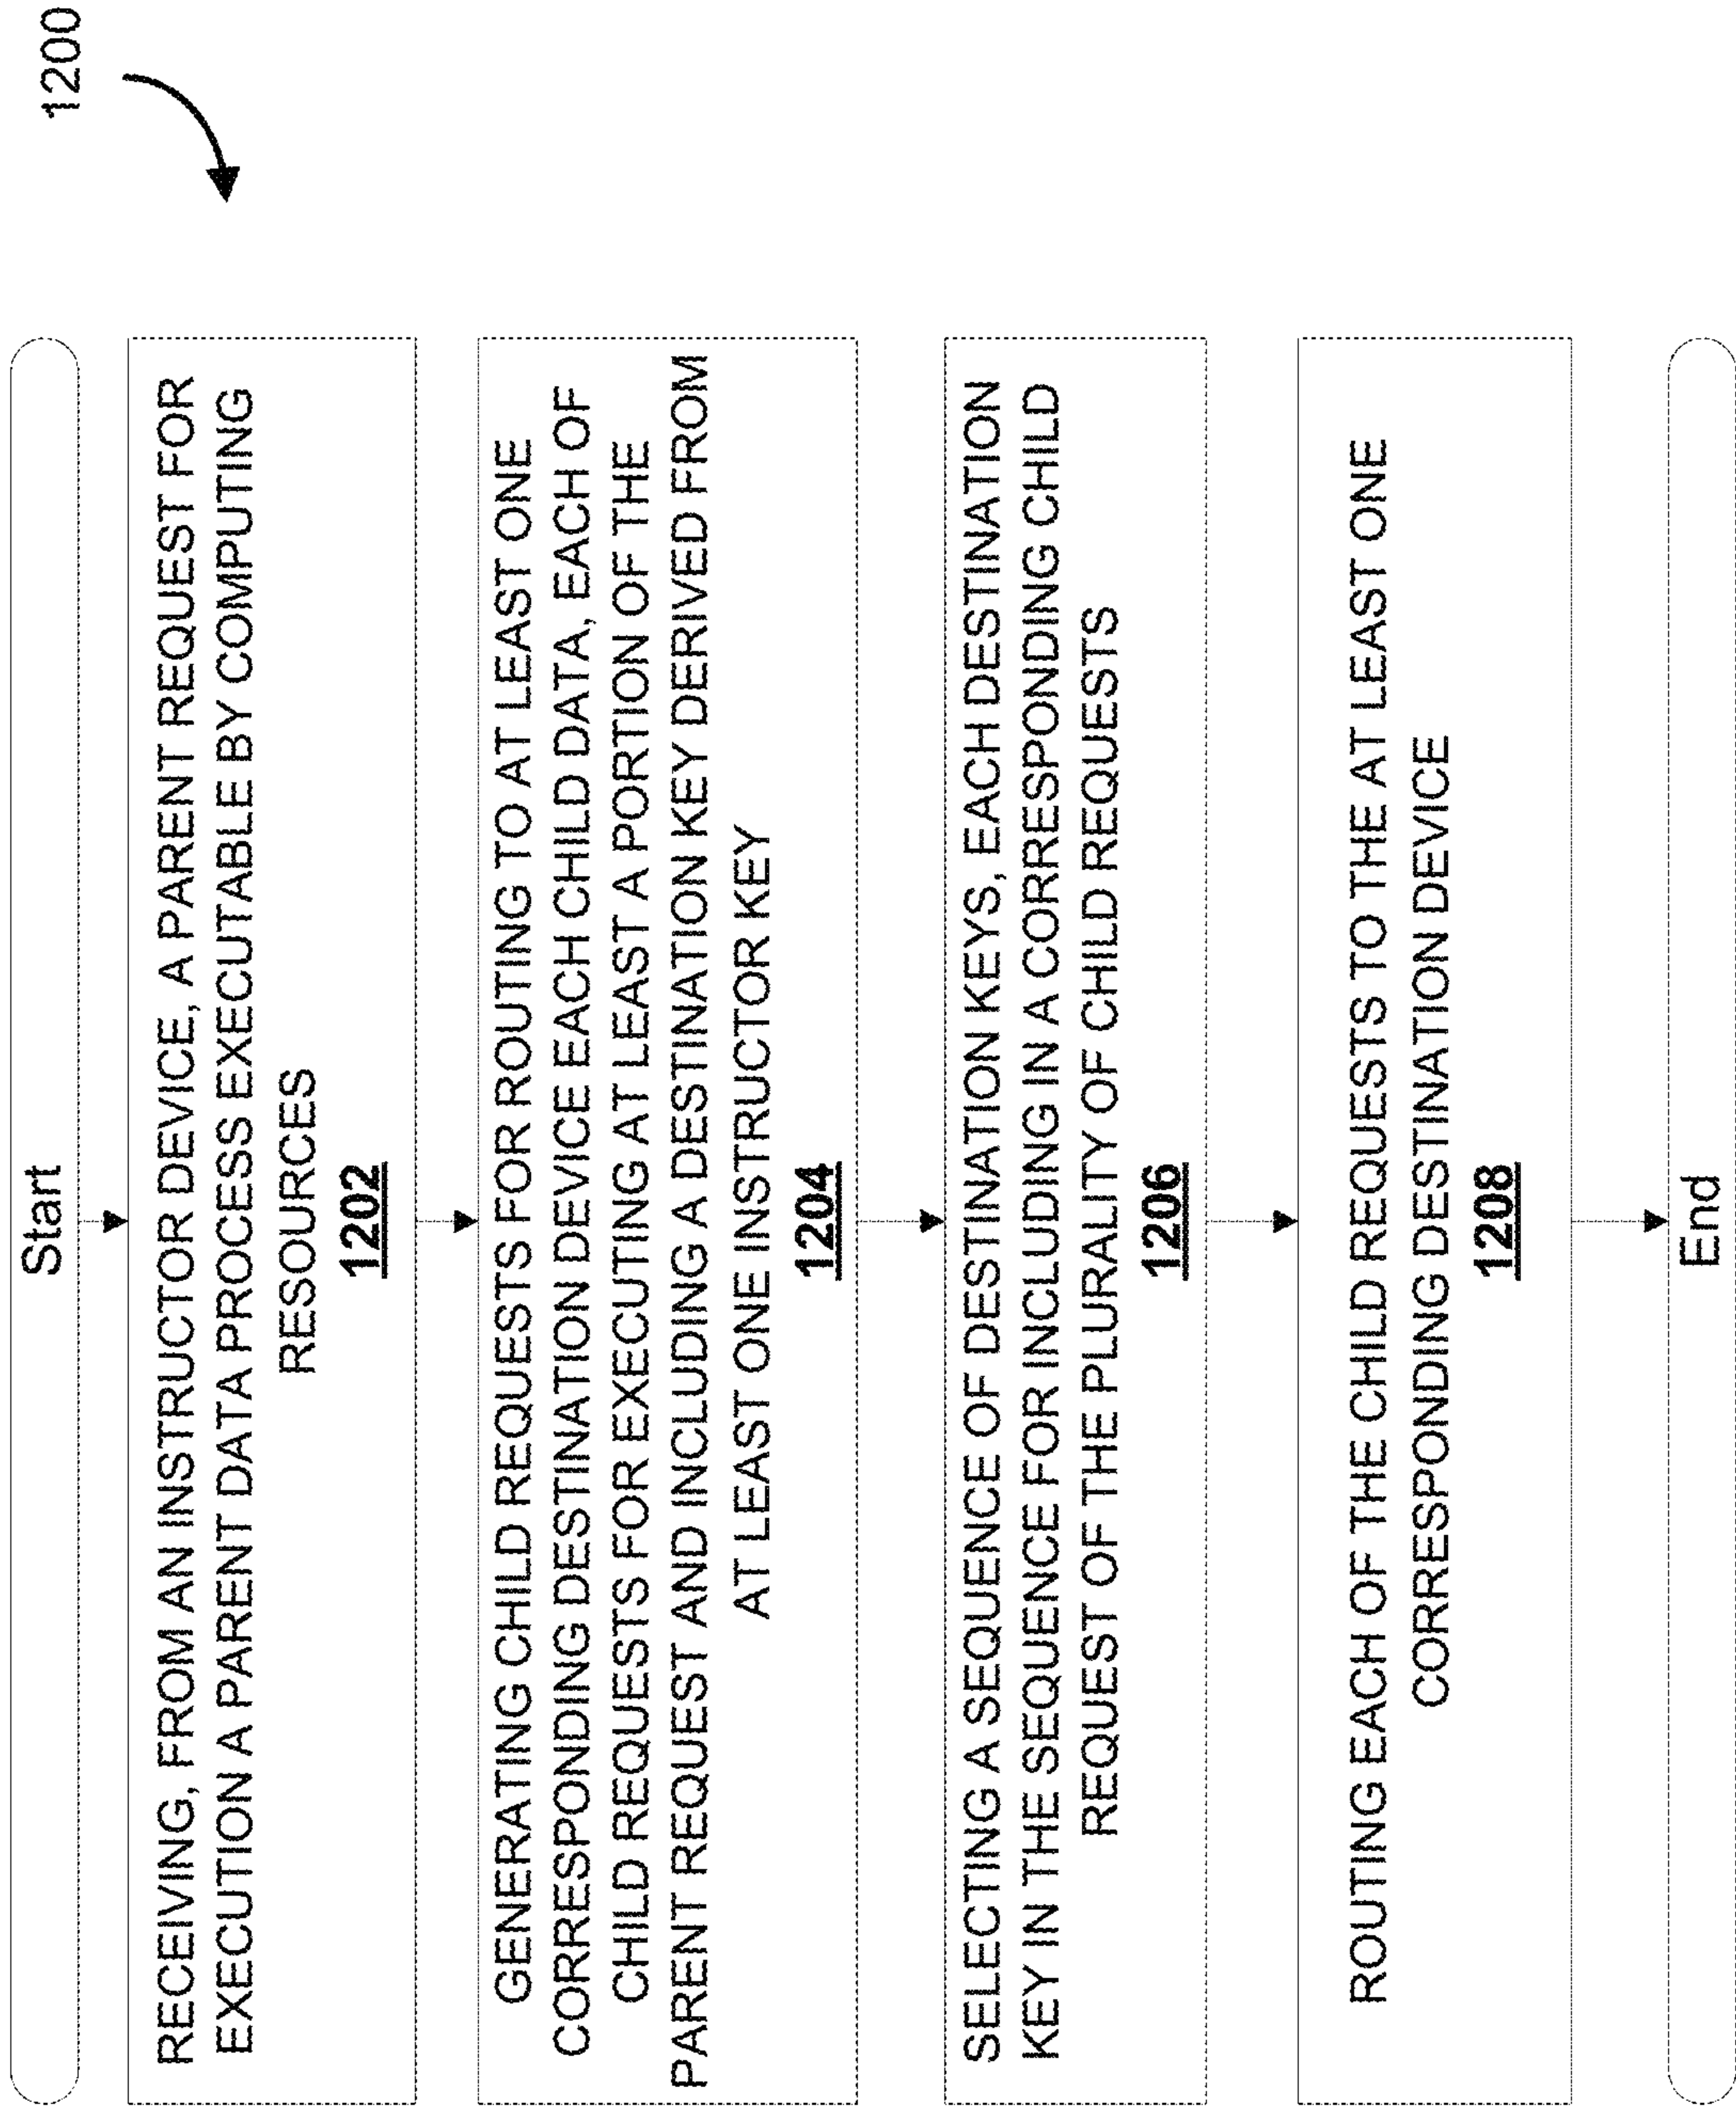 1200
Start
RECEIVING, FROM AN INSTRUCTOR DEVICE, A PARENT REQUEST FOR
EXECUTION A PARENT DATA PROCESS EXECUTABLE BY COMPUTING
RESOURCES
1202
GENERATING CHILD REQUESTS FOR ROUTING TO AT LEAST ONE
CORRESPONDING DESTINATION DEVICE EACH CHILD DATA, EACH OF
CHILD REQUESTS FOR EXECUTING AT LEAST A PORTION OF THE
PARENT REQUEST AND INCLUDING A DESTINATION KEY DERIVED FROM
AT LEAST ONE INSTRUCTOR KEY
1204
SELECTING A SEQUENCE OF DESTINATION KEYS, EACH DESTINATION
KEY IN THE SEQUENCE FOR INCLUDING IN A CORRESPONDING CHILD
REQUEST OF THE PLURALITY OF CHILD REQUESTS
1206
ROUTING EACH OF THE CHILD REQUESTS TO THE AT LEAST ONE
CORRESPONDING DESTINATION DEVICE
1208
End